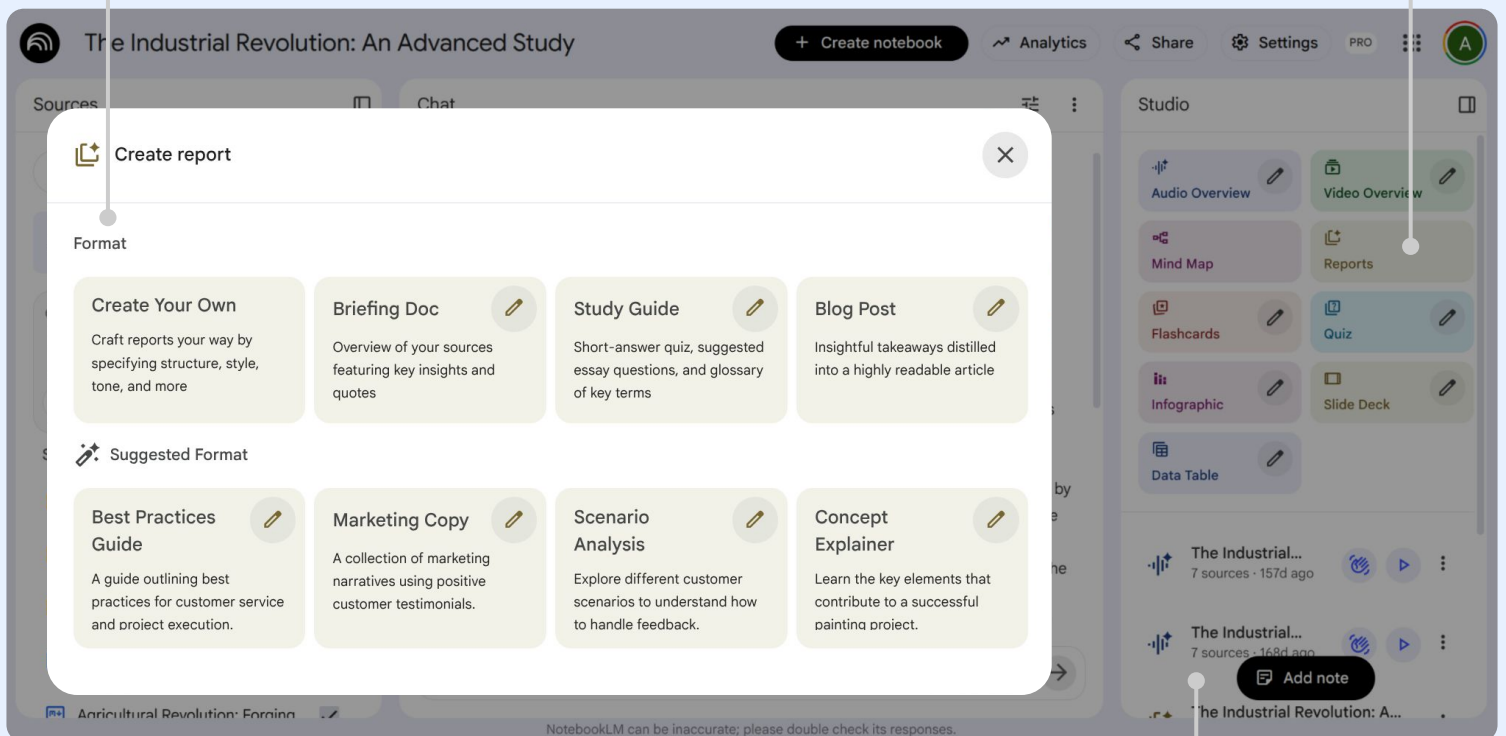 The Industrial Revolution: An Advanced Study
+ Create notebook
Analytics
Share
Settings
PRO
A
Sources
Chat
Studio
Create report
Format
Create Your Own
Craft reports your way by
specifying structure, style,
tone, and more
Briefing Doc
Overview of your sources
featuring key insights and
quotes
Study Guide
Short-answer quiz, suggested
essay questions, and glossary
of key terms
Blog Post
Insightful takeaways distilled
into a highly readable article
Suggested Format
Best Practices
Guide
A guide outlining best
practices for customer service
and project execution.
Marketing Copy
A collection of marketing
narratives using positive
customer testimonials.
Scenario
Analysis
Explore different customer
scenarios to understand how
to handle feedback.
Concept
Explainer
Learn the key elements that
contribute to a successful
painting project.
by
Agricultural Revolution: Forging
NotebookLM can be inaccurate; please double check its responses.
Audio Overview
Video Overview
Mind Map
Reports
Flashcards
Quiz
Infographic
Slide Deck
Data Table
The Industrial...
7 sources · 157d ago
The Industrial...
7 sources · 168d ago
Add note
The Industrial Revolution: A...